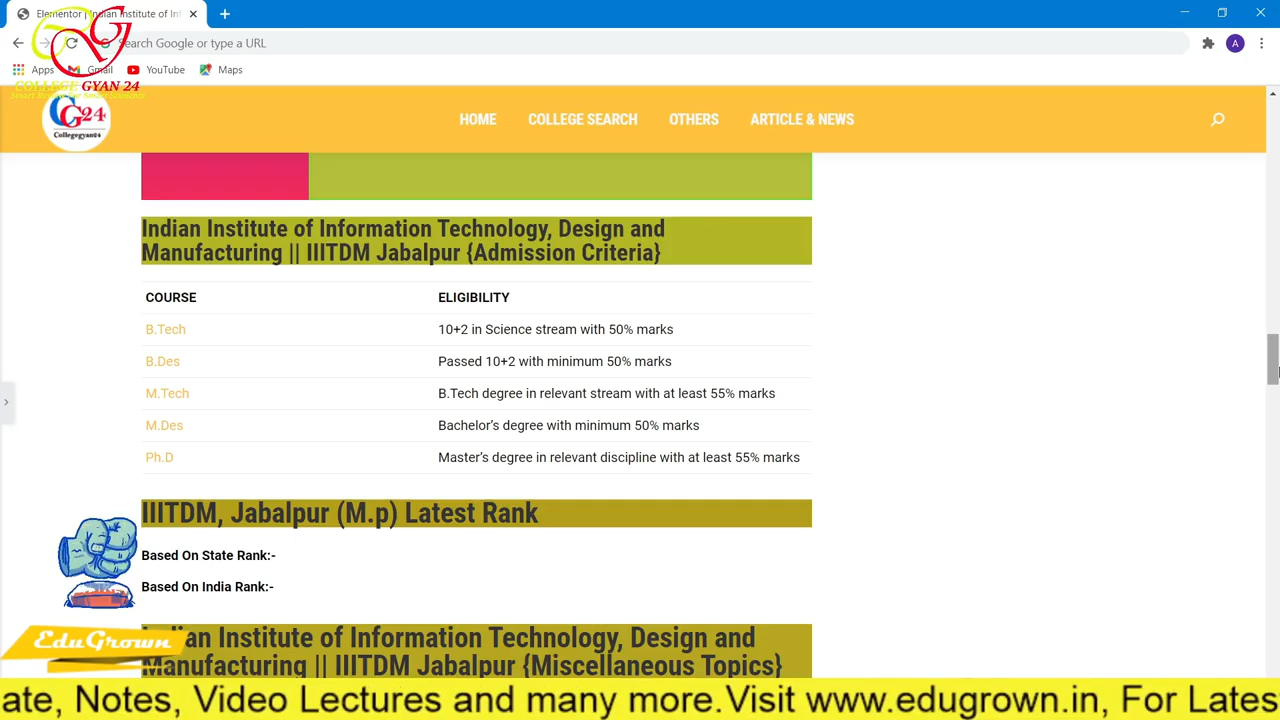 Elementor | Indian Institute of Inf
Search Google or type a URL
Apps
Gmail
YouTube
Maps
A
COLLEGE GYAN 24
CG24
Collegegyan24
HOME
COLLEGE SEARCH
OTHERS
ARTICLE & NEWS
Indian Institute of Information Technology, Design and
Manufacturing || IIITDM Jabalpur {Admission Criteria}
COURSE ELIGIBILITY
B.Tech 10+2 in Science stream with 50% marks
B.Des Passed 10+2 with minimum 50% marks
M.Tech B.Tech degree in relevant stream with at least 55% marks
M.Des Bachelor’s degree with minimum 50% marks
Ph.D Master’s degree in relevant discipline with at least 55% marks
IIITDM, Jabalpur (M.p) Latest Rank
Based On State Rank:-
Based On India Rank:-
Indian Institute of Information Technology, Design and
Manufacturing || IIITDM Jabalpur {Miscellaneous Topics}
EduGrown
ate, Notes, Video Lectures and many more.Visit www.edugrown.in, For Lates